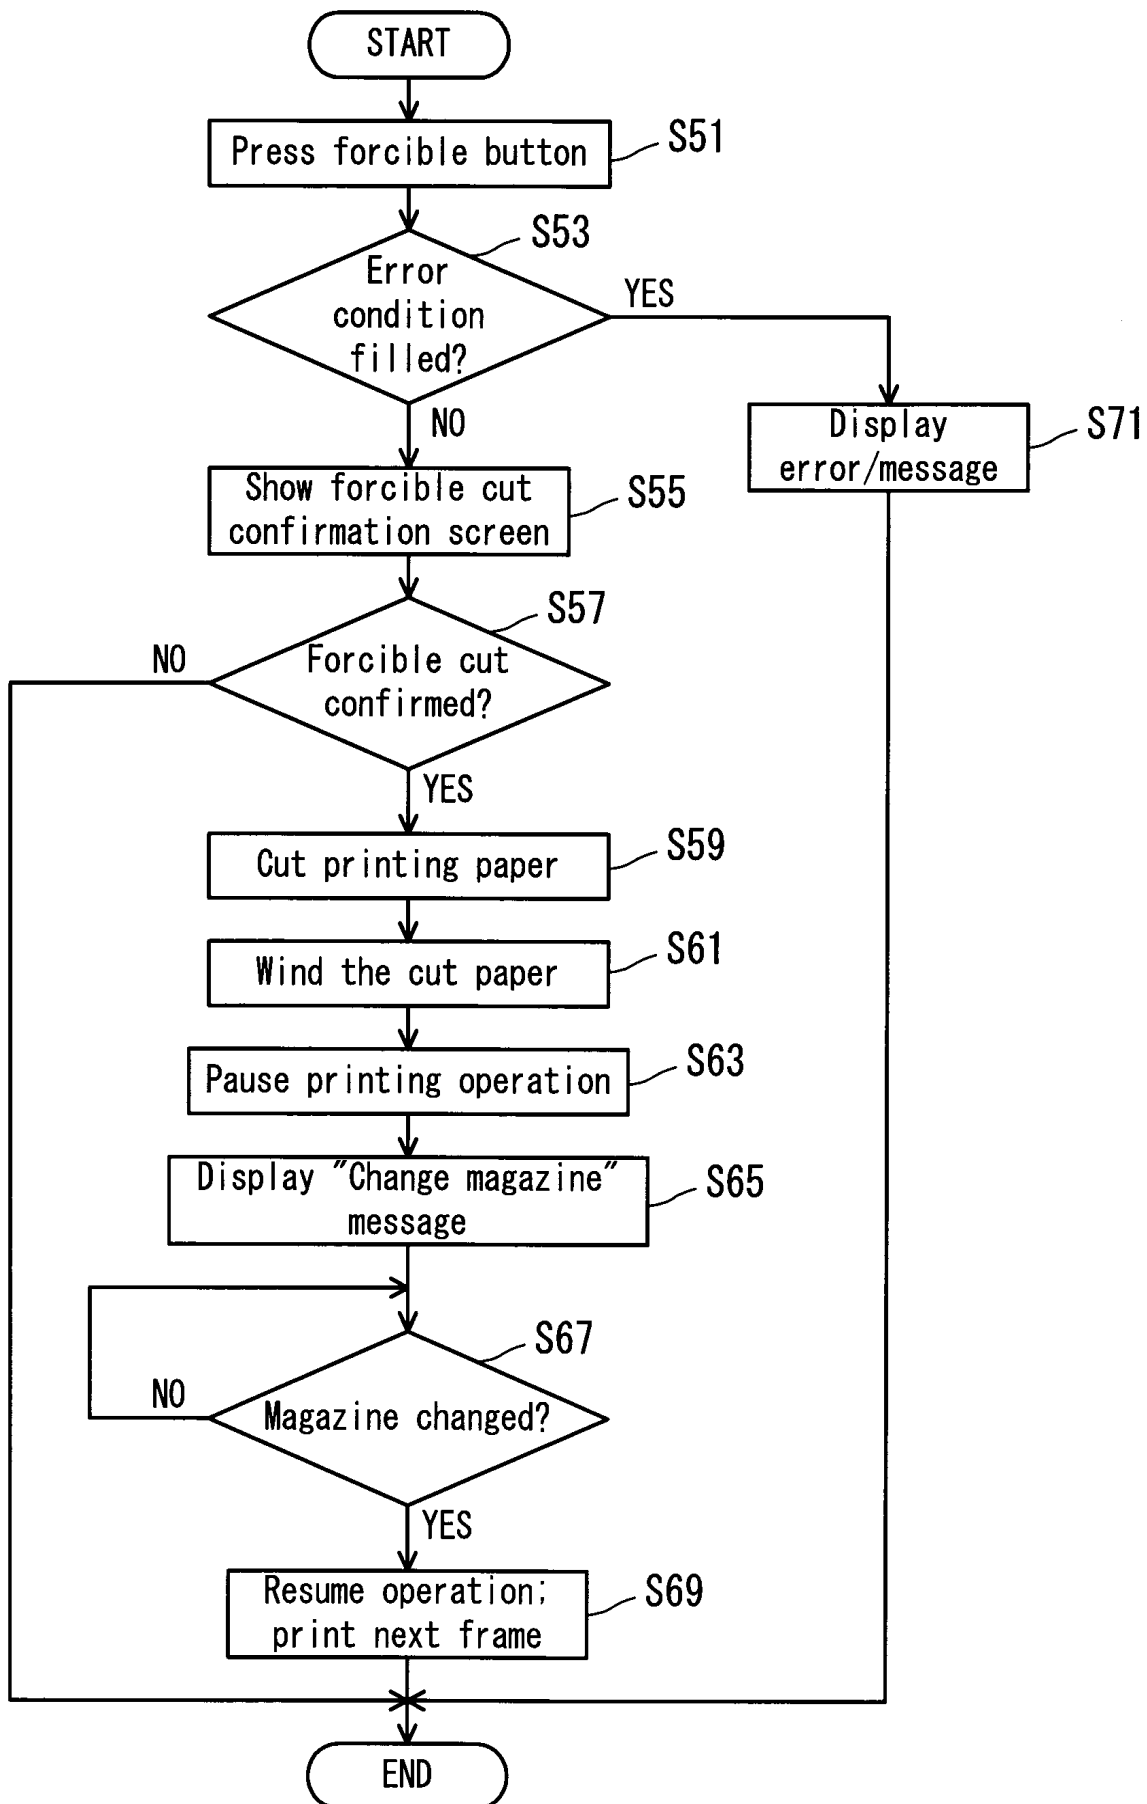 START
Press forcible button
S51
S53
Error
condition
filled?
YES
NO
Display
error/message
S71
Show forcible cut
confirmation screen
S55
S57
NO
Forcible cut
confirmed?
YES
Cut printing paper
S59
Wind the cut paper
S61
Pause printing operation
S63
Display "Change magazine"
message
S65
S67
NO
Magazine changed?
YES
Resume operation;
print next frame
S69
END